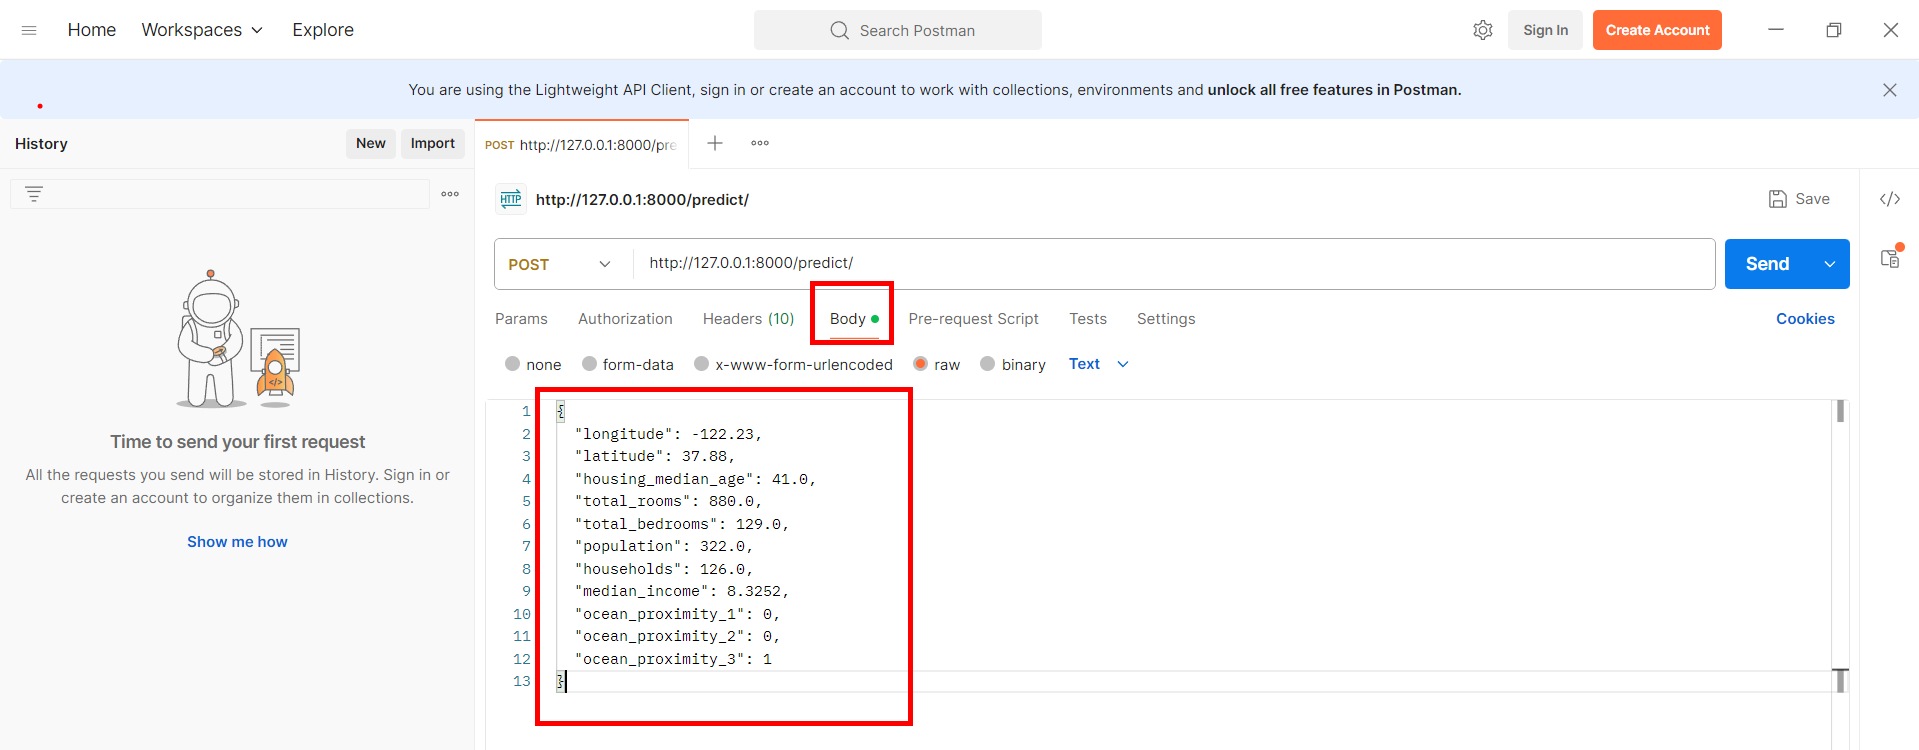 Home Workspaces Explore Search Postman Sign In Create Account
You are using the Lightweight API Client, sign in or create an account to work with collections, environments and unlock all free features in Postman.
History New Import
POST http://127.0.0.1:8000/pre
HTTP http://127.0.0.1:8000/predict/ Save </>
POST http://127.0.0.1:8000/predict/ Send
Params Authorization Headers (10) Body Pre-request Script Tests Settings Cookies
none form-data x-www-form-urlencoded raw binary Text
</>
Time to send your first request
All the requests you send will be stored in History. Sign in or
create an account to organize them in collections.
Show me how
1 {
2 "longitude": -122.23,
3 "latitude": 37.88,
4 "housing_median_age": 41.0,
5 "total_rooms": 880.0,
6 "total_bedrooms": 129.0,
7 "population": 322.0,
8 "households": 126.0,
9 "median_income": 8.3252,
10 "ocean_proximity_1": 0,
11 "ocean_proximity_2": 0,
12 "ocean_proximity_3": 1
13 }